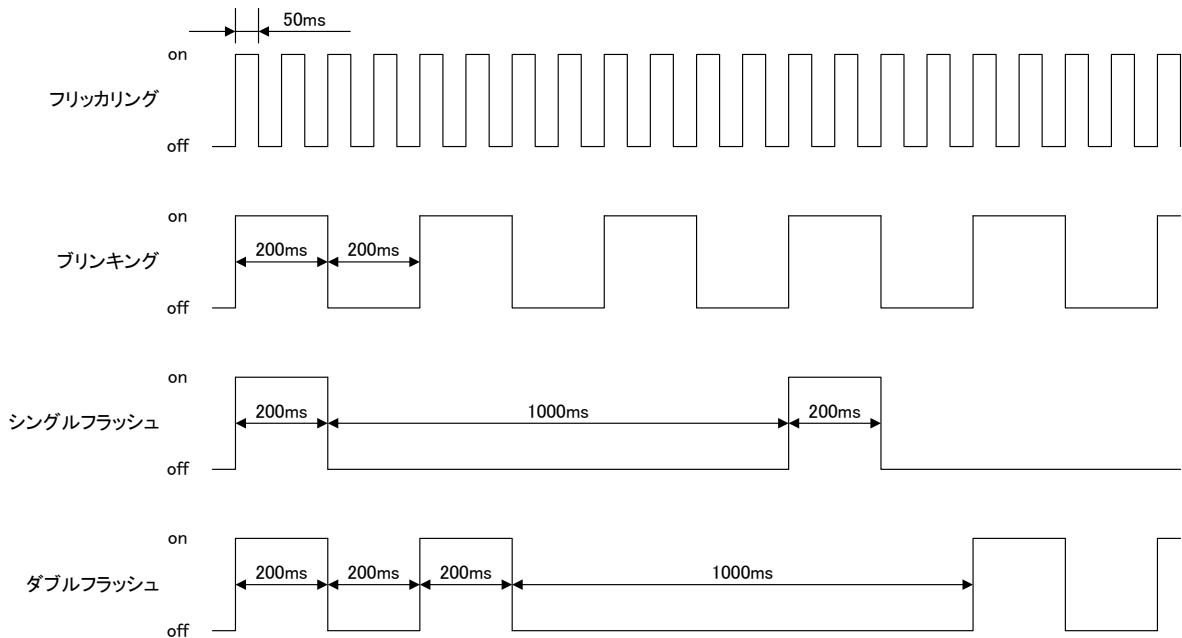 50ms
on
フリッカリング
off
on
200ms 200ms
ブリンキング
off
on
200ms 1000ms 200ms
シングルフラッシュ
off
on
200ms 200ms 200ms 1000ms
ダブルフラッシュ
off